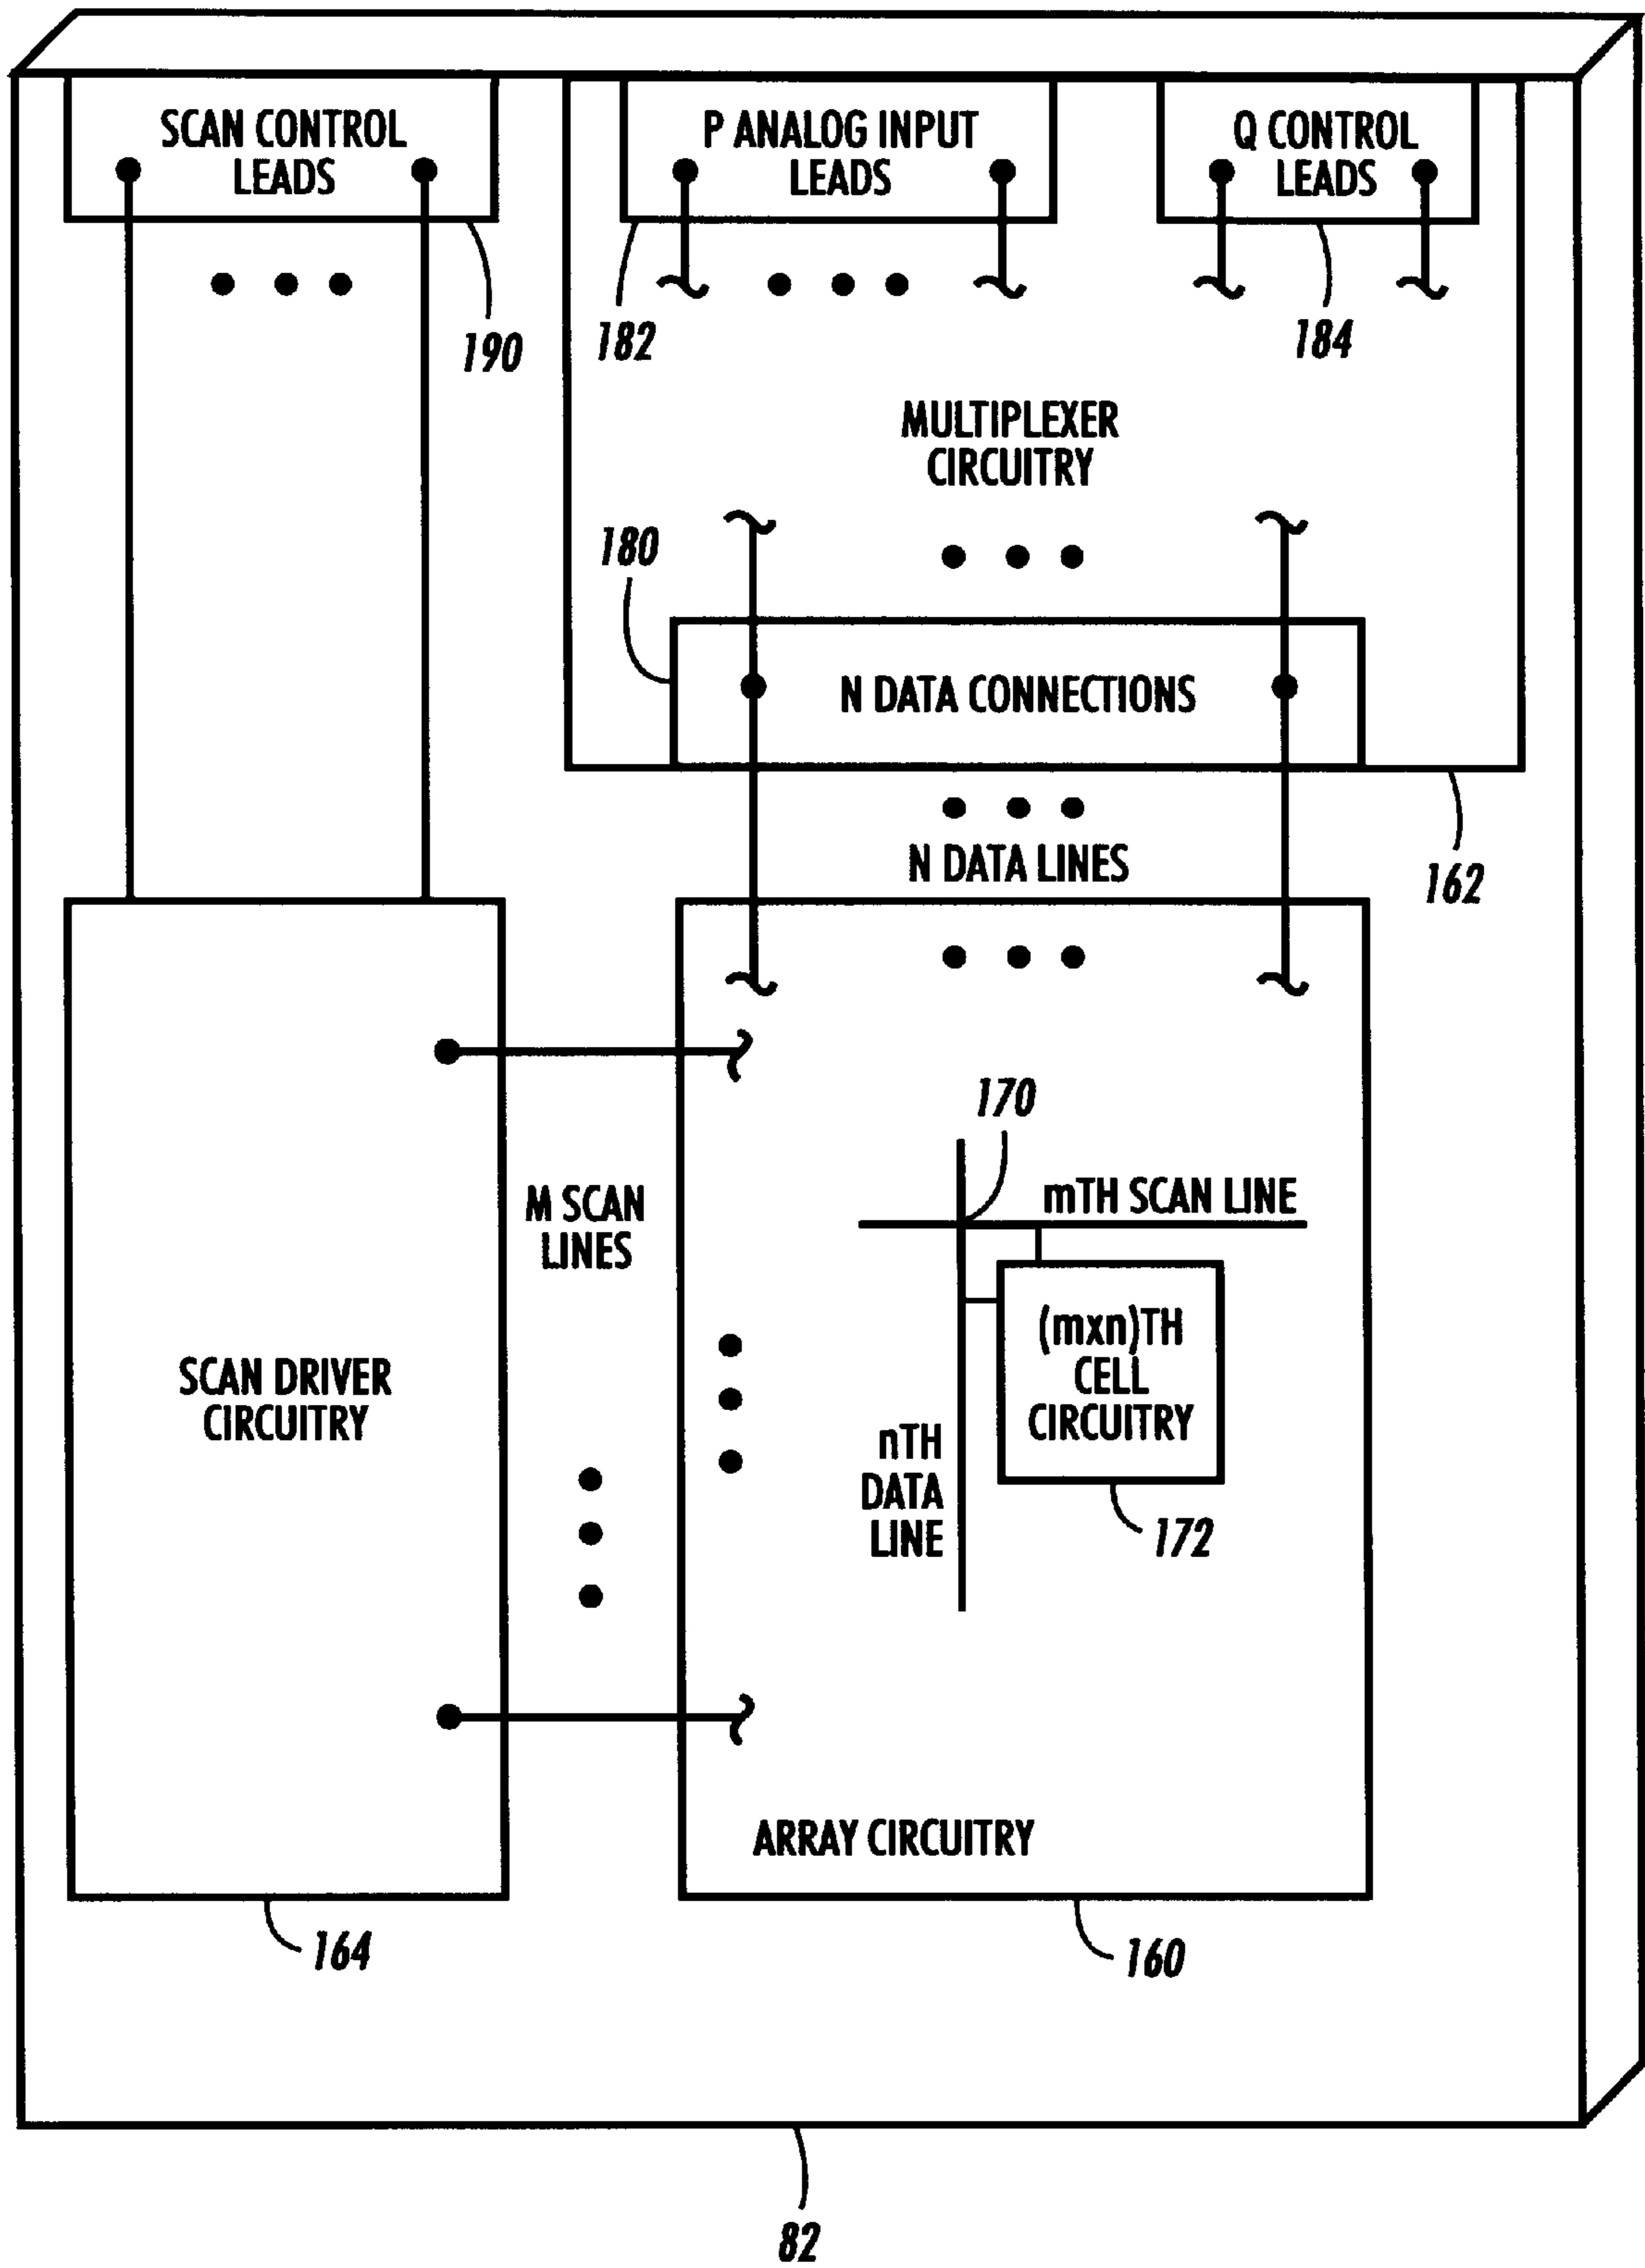 SCAN CONTROL
LEADS
P ANALOG INPUT
LEADS
Q CONTROL
LEADS
190
182
184
MULTIPLEXER
CIRCUITRY
180
N DATA CONNECTIONS
N DATA LINES
162
170
M SCAN
LINES
mTH SCAN LINE
(mxn)TH
CELL
CIRCUITRY
SCAN DRIVER
CIRCUITRY
nTH
DATA
LINE
172
ARRAY CIRCUITRY
164
160
82